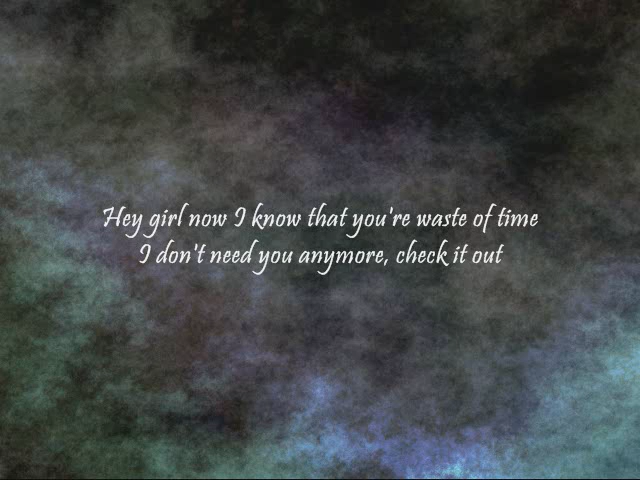 Hey girl now I know that you're waste of time
I don't need you anymore, check it out